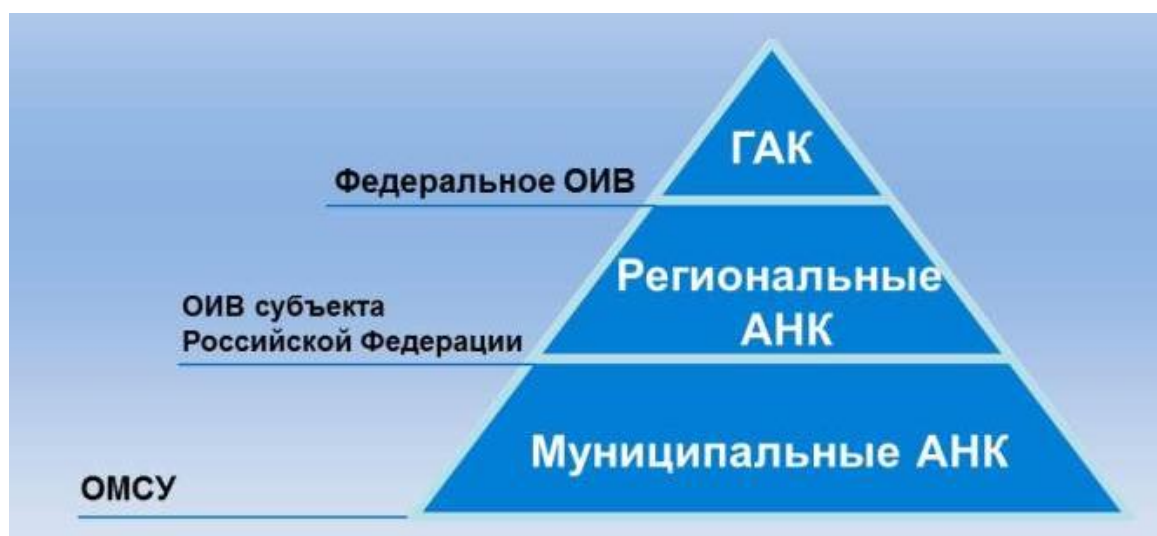 ГАК
Федеральное ОИВ
Региональные
АНК
ОИВ субъекта
Российской Федерации
Муниципальные АНК
ОМСУ